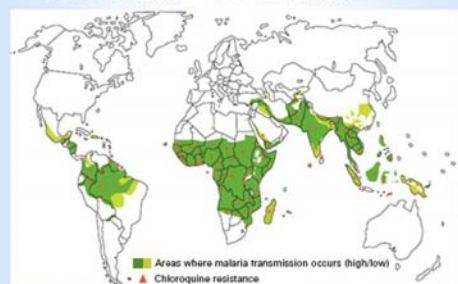 Areas where malaria transmission occurs (high/low)
Chloroquine resistance